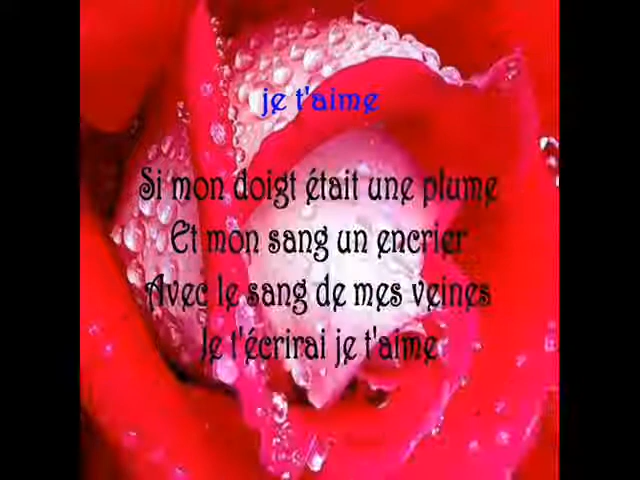 je t'aime
Si mon doigt était une plume
Et mon sang un encrier
Avec le sang de mes veines
Je t'écrirai je t'aime